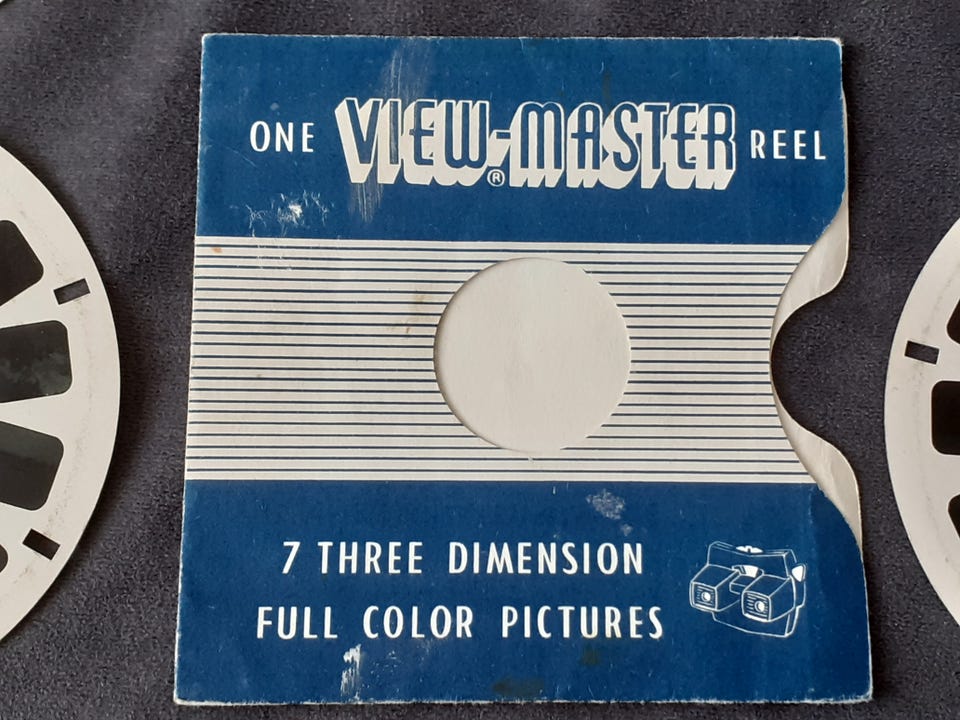 ONE VIEW-MASTER® REEL
7 THREE DIMENSION
FULL COLOR PICTURES